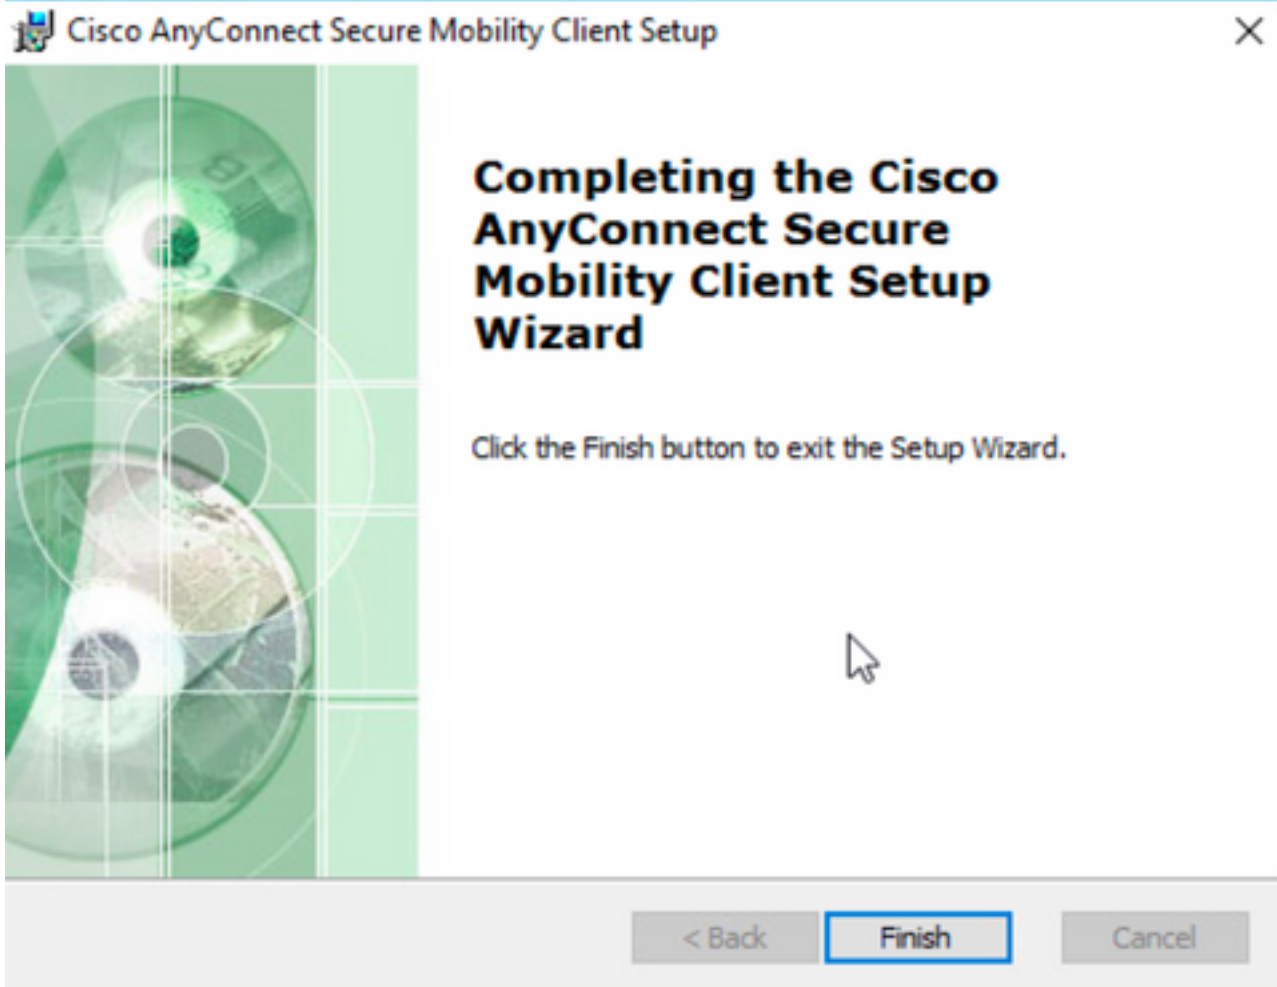 Cisco AnyConnect Secure Mobility Client Setup
Completing the Cisco
AnyConnect Secure
Mobility Client Setup
Wizard
Click the Finish button to exit the Setup Wizard.
< Back
Finish
Cancel